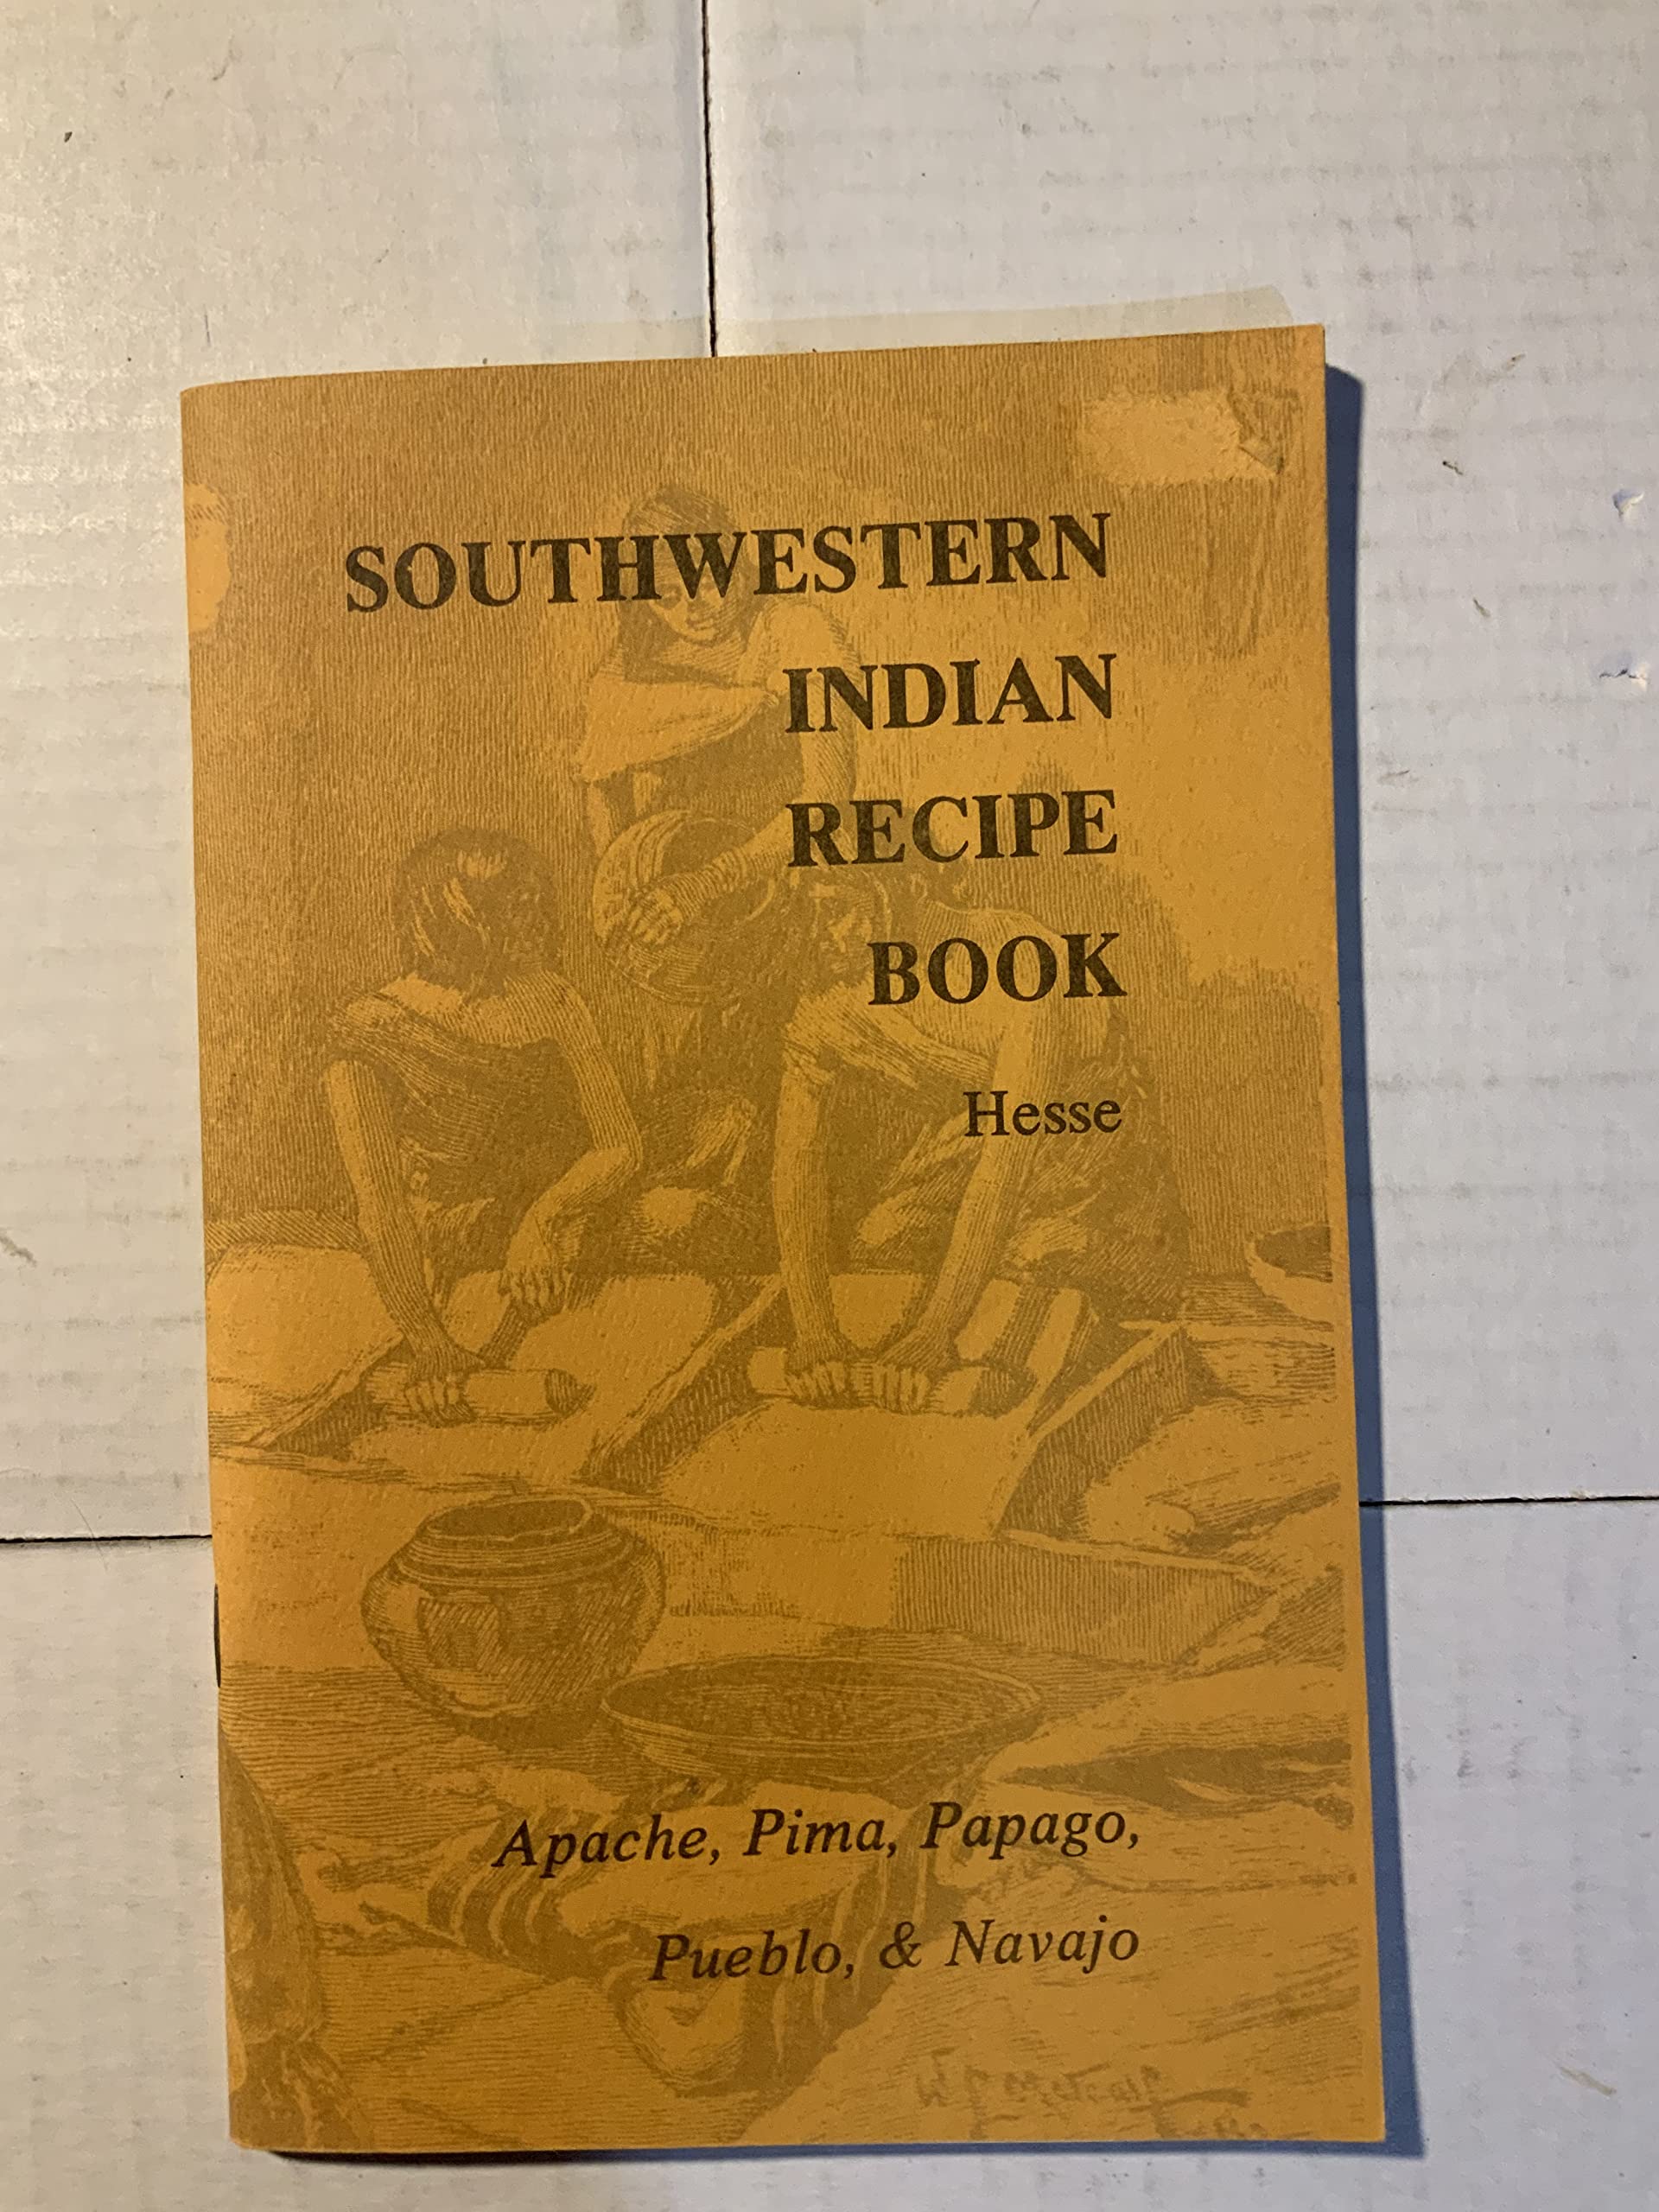 SOUTHWESTERN
INDIAN
RECIPE
BOOK
Hesse
Apache, Pima, Papago,
Pueblo, & Navajo